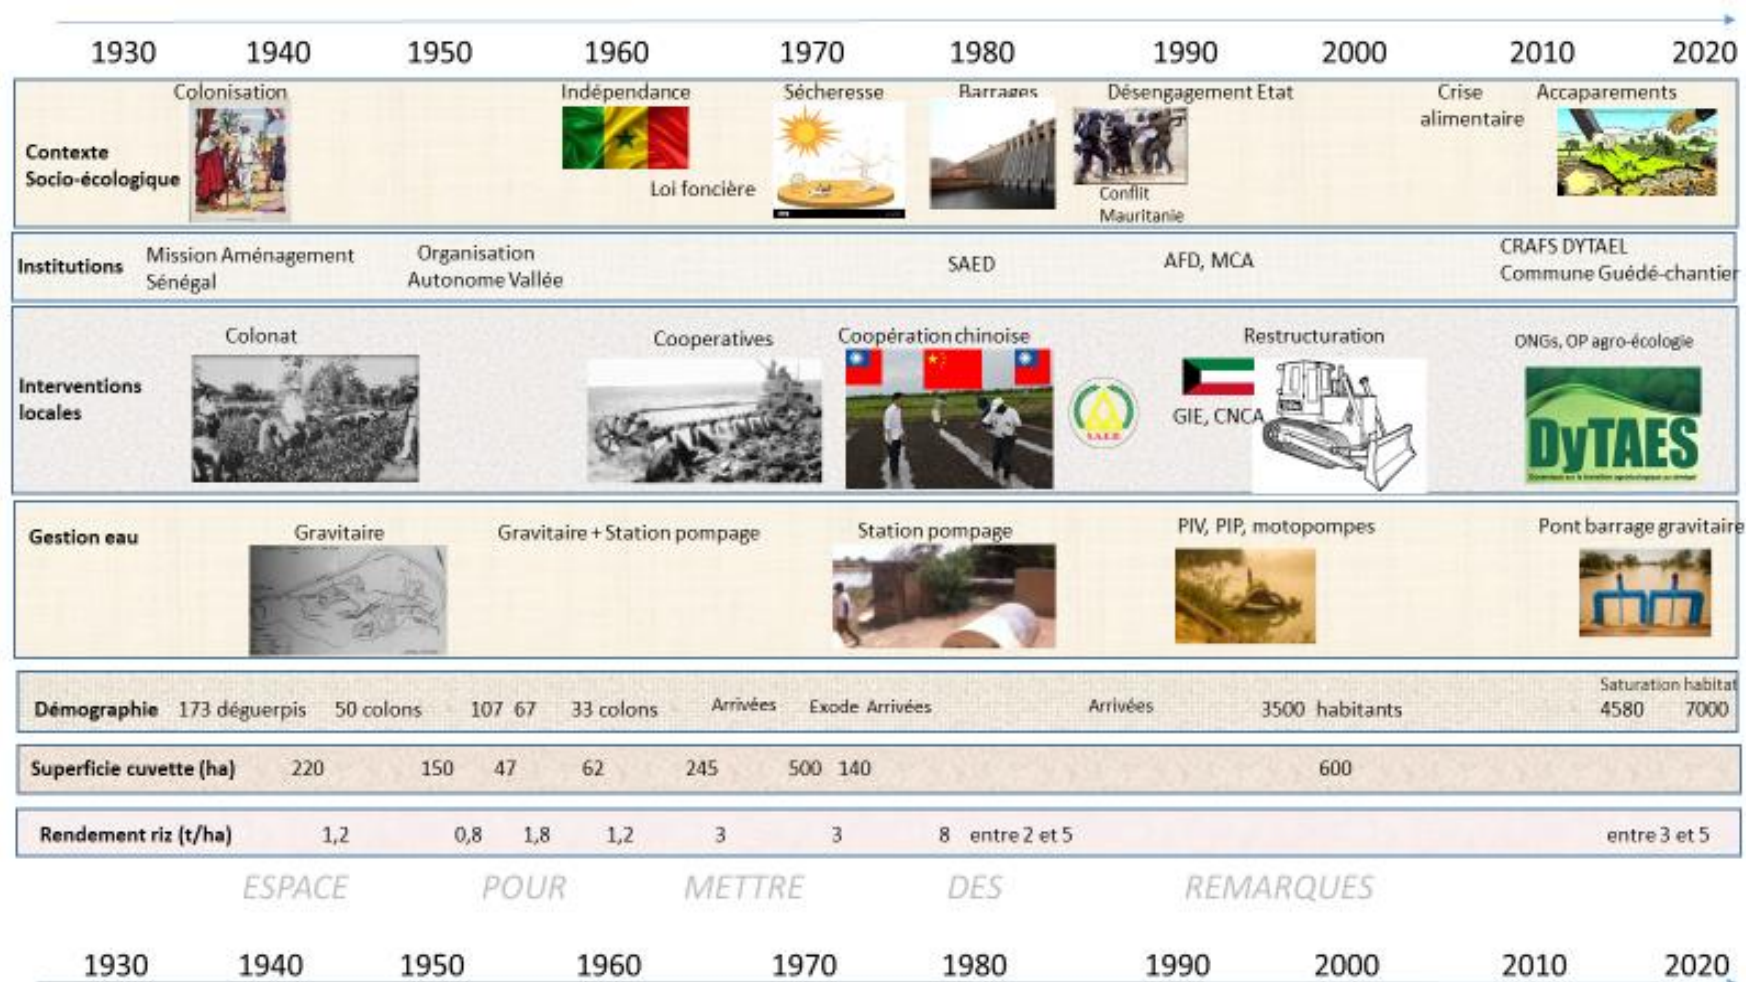 1930 1940 1950 1960 1970 1980 1990 2000 2010 2020
Colonisation Indépendance Sécheresse Barrages Désengagement Etat Crise alimentaire Accaparements
Contexte
Socio-écologique
Loi foncière
Conflit
Mauritanie
Institutions
Mission Aménagement
Sénégal
Organisation
Autonome Vallée
SAED
AFD, MCA
CRAFS DYTAEL
Commune Guédé-chantier
Colonat Cooperatives Coopération chinoise Restructuration ONGs, OP agro-écologie
Interventions
locales
S.A.E.D.
GIE, CNCA
DyTAES
Gestion eau
Gravitaire Gravitaire + Station pompage Station pompage PIV, PIP, motopompes Pont barrage gravitaire
Saturation habitat
Démographie 173 déguerpis 50 colons 107 67 33 colons Arrivées Exode Arrivées Arrivées 3500 habitants 4580 7000
Superficie cuvette (ha) 220 150 47 62 245 500 140 600
Rendement riz (t/ha) 1,2 0,8 1,8 1,2 3 3 8 entre 2 et 5 entre 3 et 5
ESPACE POUR METTRE DES REMARQUES
1930 1940 1950 1960 1970 1980 1990 2000 2010 2020